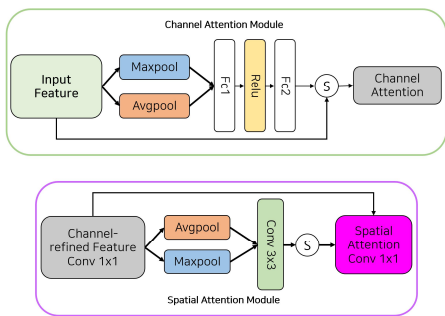 Channel Attention Module
Input
Feature
Maxpool
Avgpool
Fc1
Relu
Fc2
S
Channel
Attention
Channel-
refined Feature
Conv 1x1
Avgpool
Maxpool
Conv 3x3
S
Spatial
Attention
Conv 1x1
Spatial Attention Module